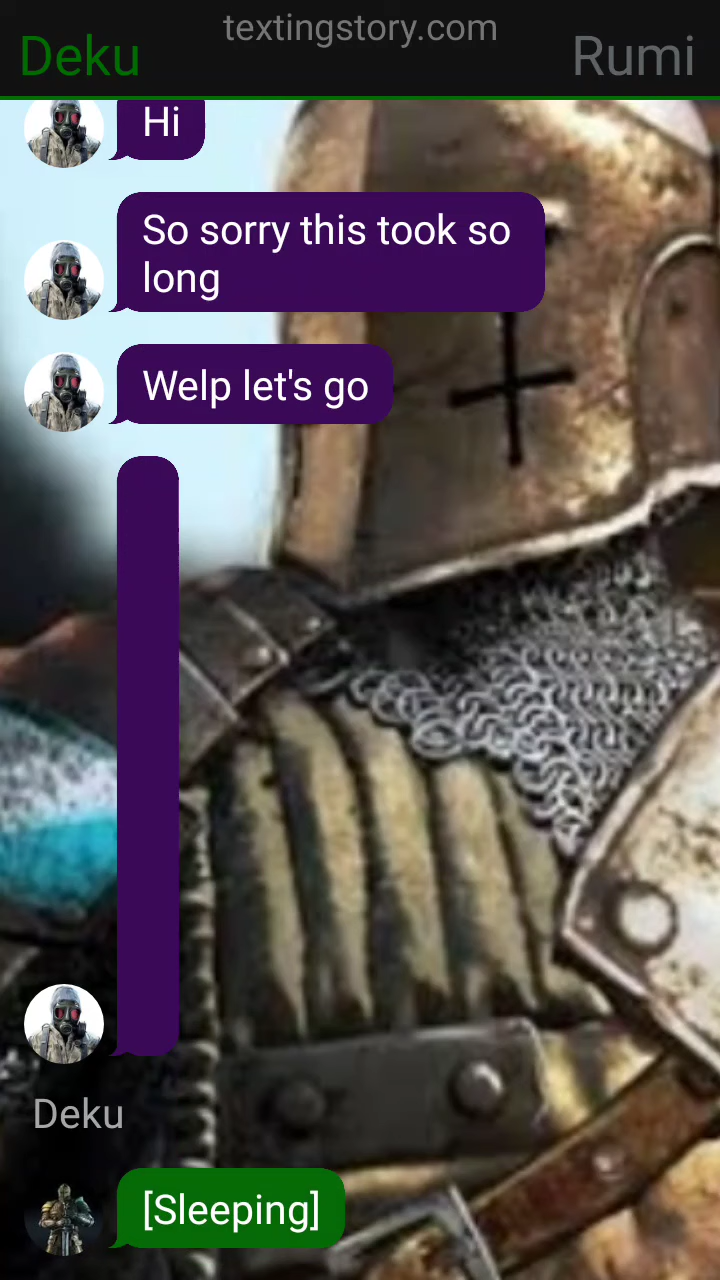 textingstory.com
Deku
Rumi
Hi
So sorry this took so
long
Welp let's go
Deku
[Sleeping]